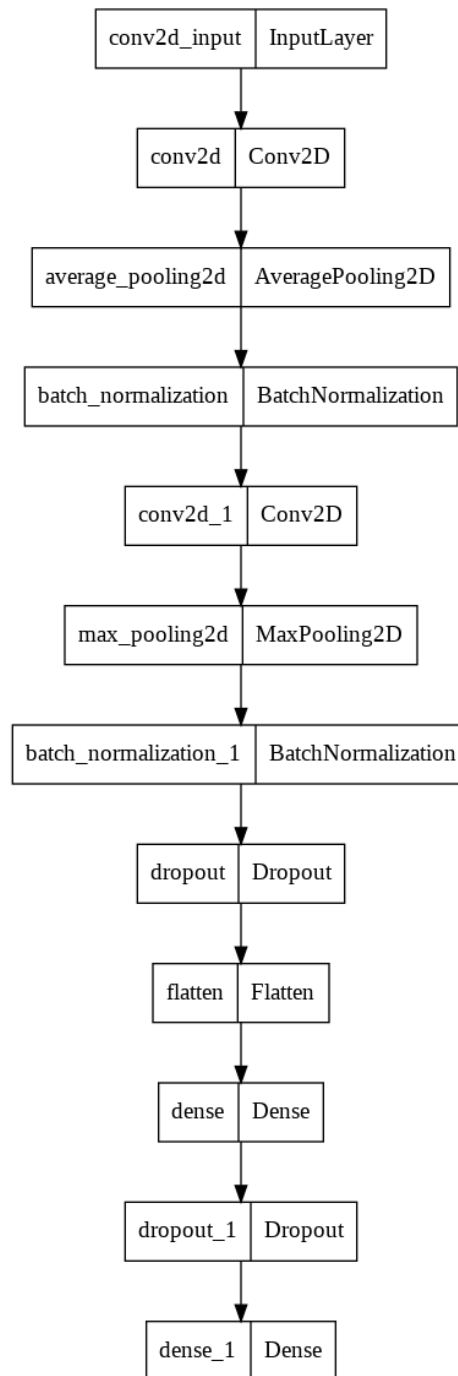 conv2d_input InputLayer
conv2d Conv2D
average_pooling2d AveragePooling2D
batch_normalization BatchNormalization
conv2d_1 Conv2D
max_pooling2d MaxPooling2D
batch_normalization_1 BatchNormalization
dropout Dropout
flatten Flatten
dense Dense
dropout_1 Dropout
dense_1 Dense